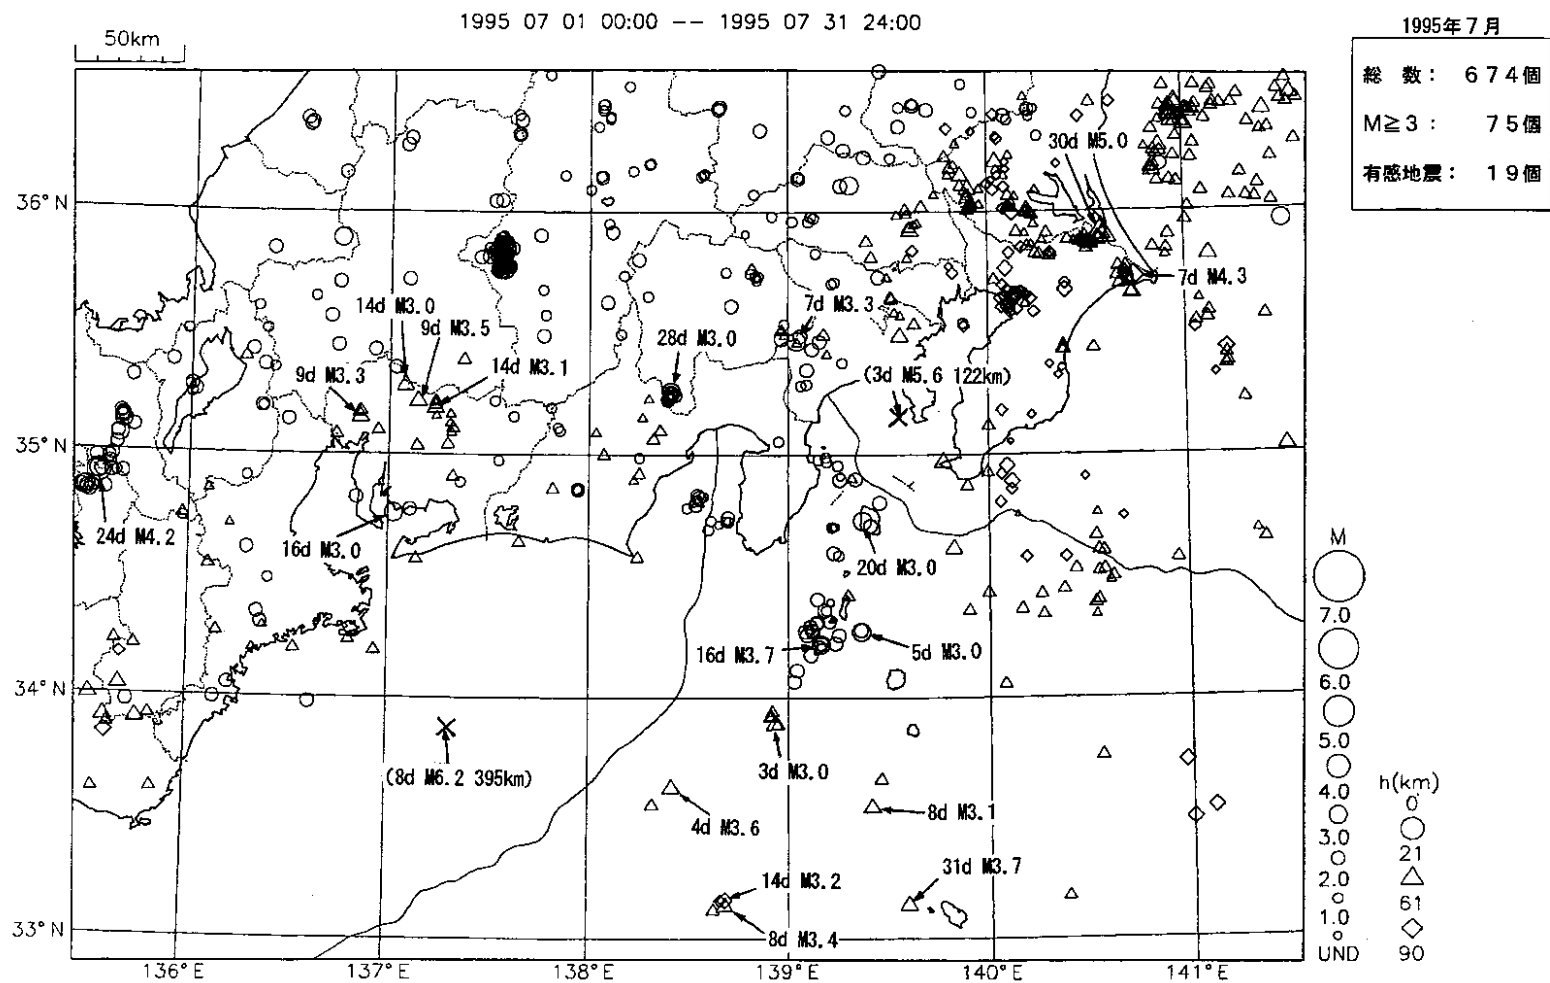 1995 07 01 00:00 -- 1995 07 31 24:00
1995年7月
50km
総 数: 674個
M≧3: 75個
有感地震: 19個
30d M5.0
36°N
7d M4.3
14d M3.0
7d M3.3
9d M3.5
28d M3.0
9d M3.3
14d M3.1
(3d M5.6 122km)
35°N
24d M4.2
16d M3.0
20d M3.0
16d M3.7
5d M3.0
34°N
(8d M6.2 395km)
3d M3.0
4d M3.6
8d M3.1
14d M3.2
31d M3.7
8d M3.4
33°N
136°E
137°E
138°E
139°E
140°E
141°E
M
7.0
6.0
5.0
4.0
3.0
2.0
1.0
UND
h(km)
0
21
61
90